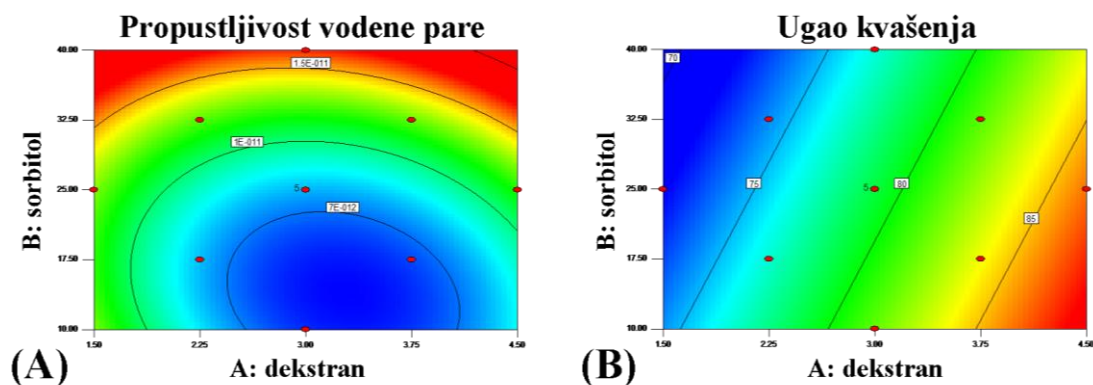 Propustljivost vodene pare
40.00
32.50
25.00
17.50
10.00
1.5E-011
1E-011
5
7E-012
1.50
2.25
3.00
3.75
4.50
B: sorbitol
A: dekstran
(A)
Ugao kvašenja
40.00
32.50
25.00
17.50
10.00
70
75
5
80
85
1.50
2.25
3.00
3.75
4.50
B: sorbitol
A: dekstran
(B)